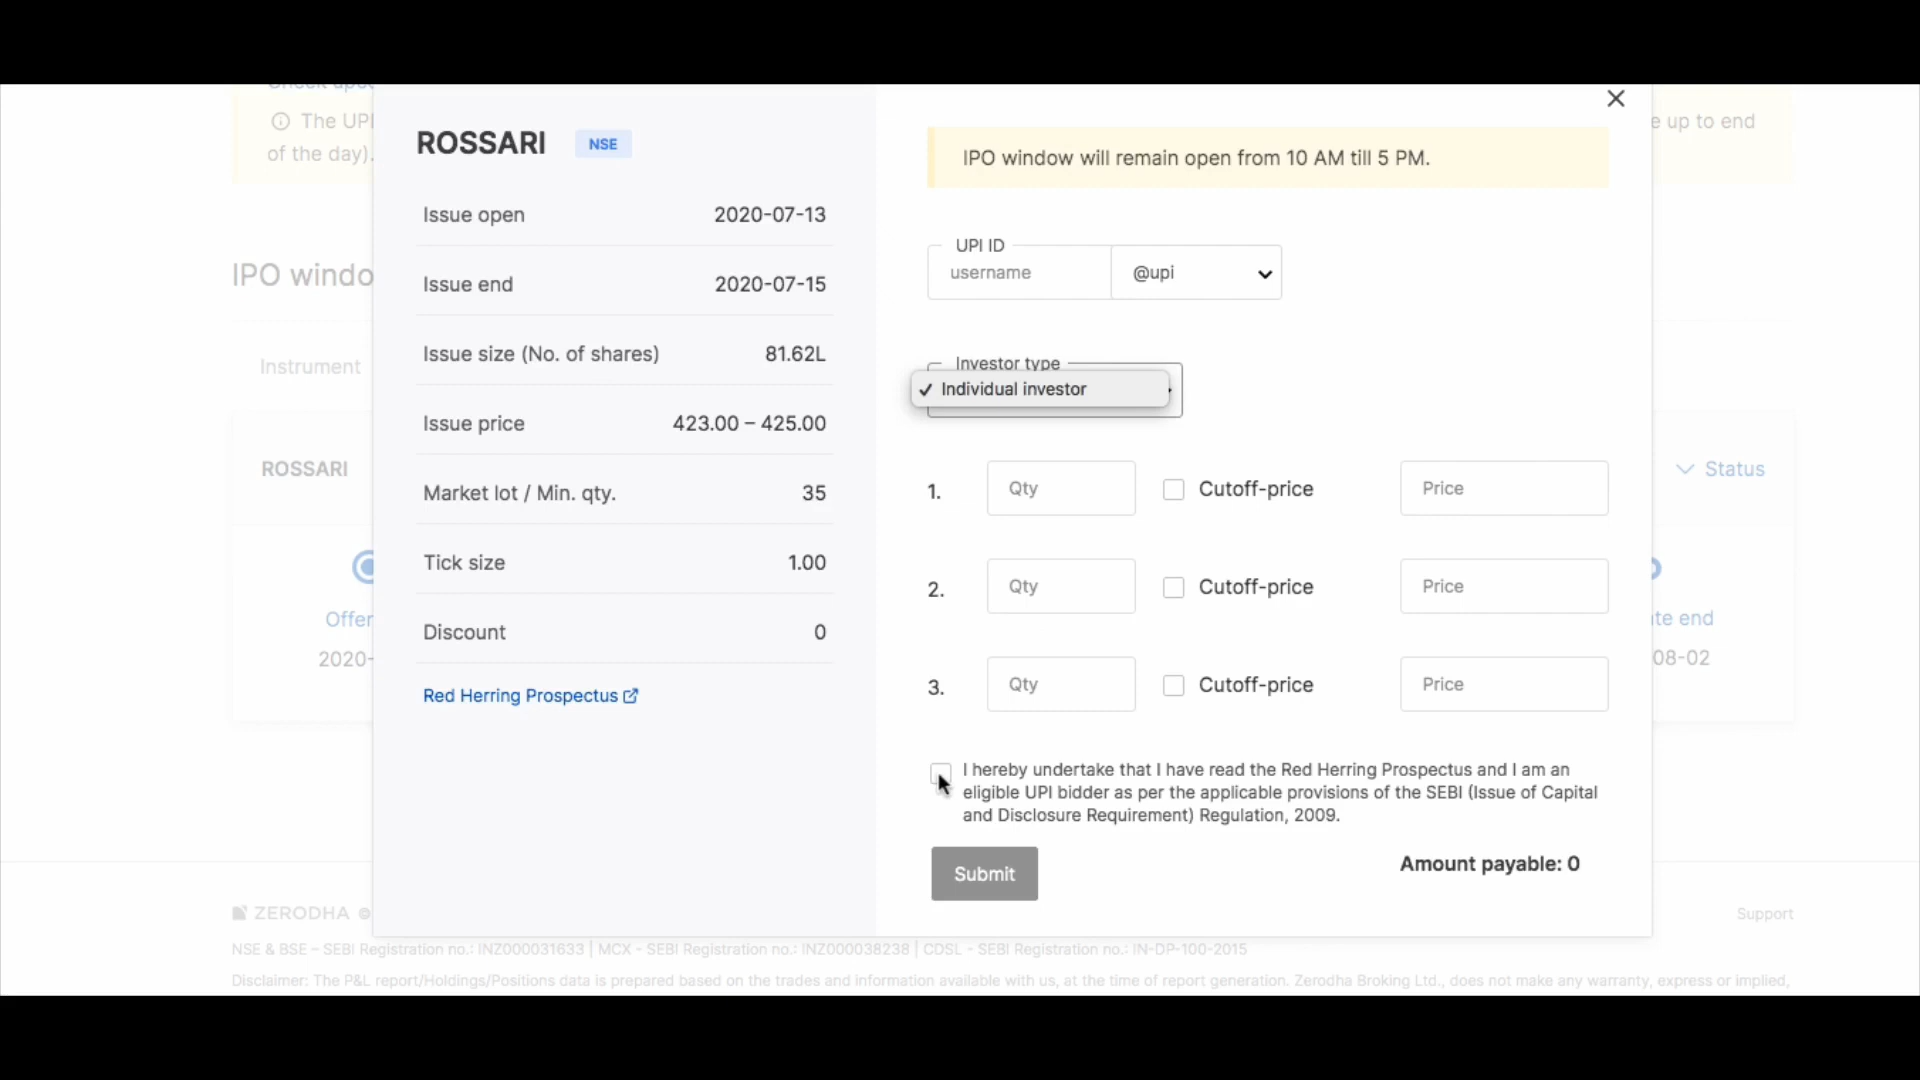 The UPI
e up to end
of the day).
ROSSARI NSE
IPO window will remain open from 10 AM till 5 PM.
Issue open 2020-07-13
Issue end 2020-07-15
Issue size (No. of shares) 81.62L
Issue price 423.00 – 425.00
Market lot / Min. qty. 35
Tick size 1.00
Discount 0
Red Herring Prospectus
UPI ID
username @upi
Investor type
✓ Individual investor
1. Qty Cutoff-price Price
2. Qty Cutoff-price Price
3. Qty Cutoff-price Price
I hereby undertake that I have read the Red Herring Prospectus and I am an
eligible UPI bidder as per the applicable provisions of the SEBI (Issue of Capital
and Disclosure Requirement) Regulation, 2009.
Submit
Amount payable: 0
IPO windo
Instrument
ROSSARI
Status
Offer
2020-
te end
08-02
ZERODHA ©
Support
NSE & BSE – SEBI Registration no.: INZ000031633 | MCX - SEBI Registration no.: INZ000038238 | CDSL - SEBI Registration no.: IN-DP-100-2015
Disclaimer: The P&L report/Holdings/Positions data is prepared based on the trades and information available with us, at the time of report generation. Zerodha Broking Ltd., does not make any warranty, express or implied,